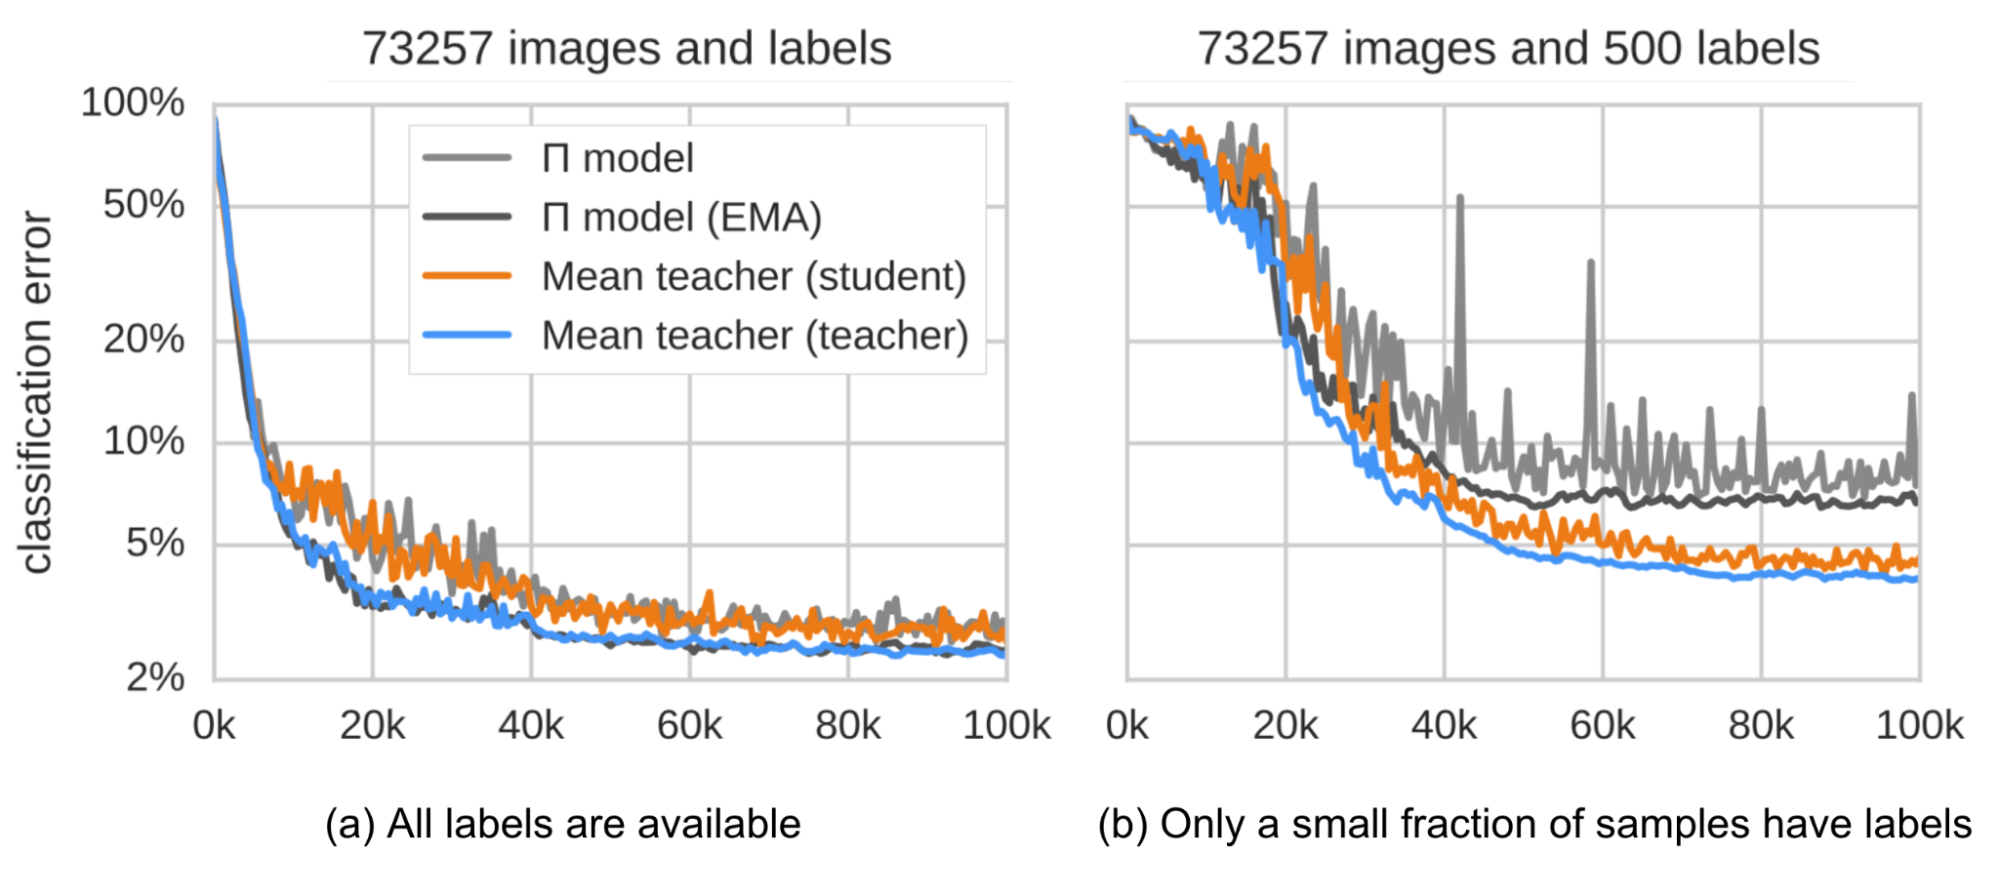 73257 images and labels
73257 images and 500 labels
classification error
100%
50%
20%
10%
5%
2%
Π model
Π model (EMA)
Mean teacher (student)
Mean teacher (teacher)
0k 20k 40k 60k 80k 100k
0k 20k 40k 60k 80k 100k
(a) All labels are available
(b) Only a small fraction of samples have labels